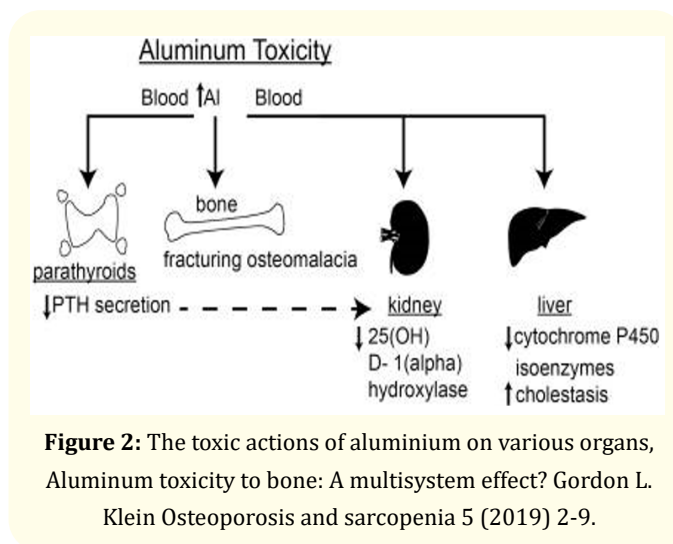 Aluminum Toxicity
Blood ↑Al Blood
bone
fracturing osteomalacia
parathyroids
↓PTH secretion
kidney
↓25(OH)
D- 1(alpha)
hydroxylase
liver
↓cytochrome P450
isoenzymes
↑cholestasis
Figure 2: The toxic actions of aluminium on various organs,
Aluminum toxicity to bone: A multisystem effect? Gordon L.
Klein Osteoporosis and sarcopenia 5 (2019) 2-9.